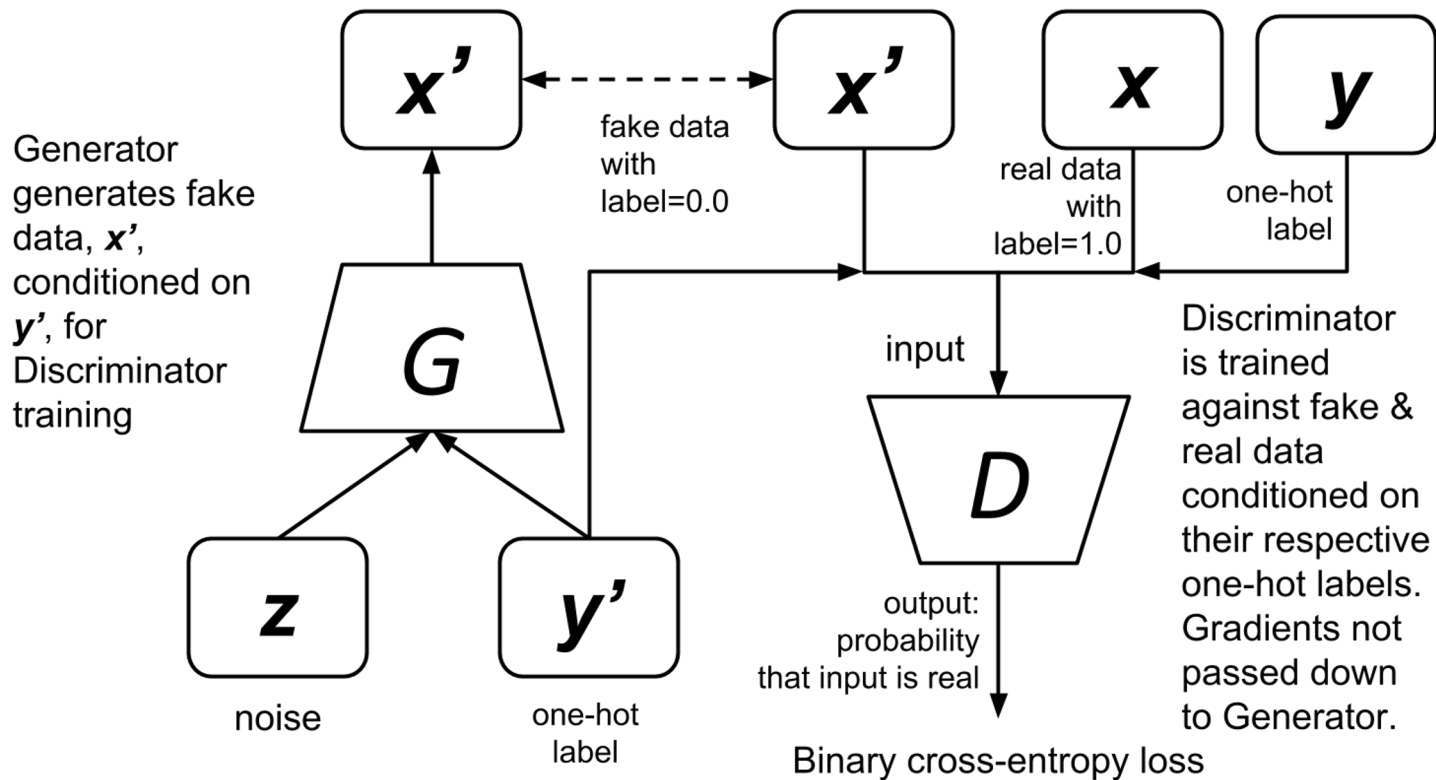 x’
x’
x
y
fake data
with
label=0.0
real data
with
label=1.0
one-hot
label
Generator
generates fake
data, x’,
conditioned on
y’, for
Discriminator
training
G
input
D
Discriminator
is trained
against fake &
real data
conditioned on
their respective
one-hot labels.
Gradients not
passed down
to Generator.
z
y’
noise
one-hot
label
output:
probability
that input is real
Binary cross-entropy loss